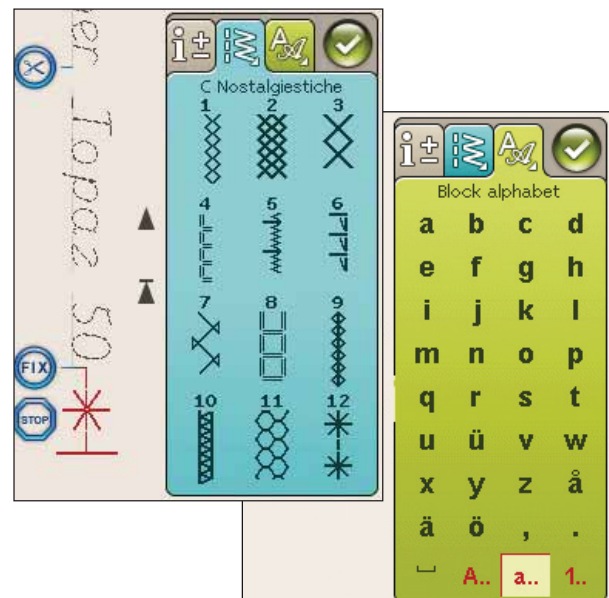 er Topaz 50
FIX
STOP
C Nostalgiestiche
1 2 3
4 5 6
7 8 9
10 11 12
Block alphabet
a b c d
e f g h
i j k l
m n o p
q r s t
u ü v w
x y z å
ä ö , .
A.. a.. 1..